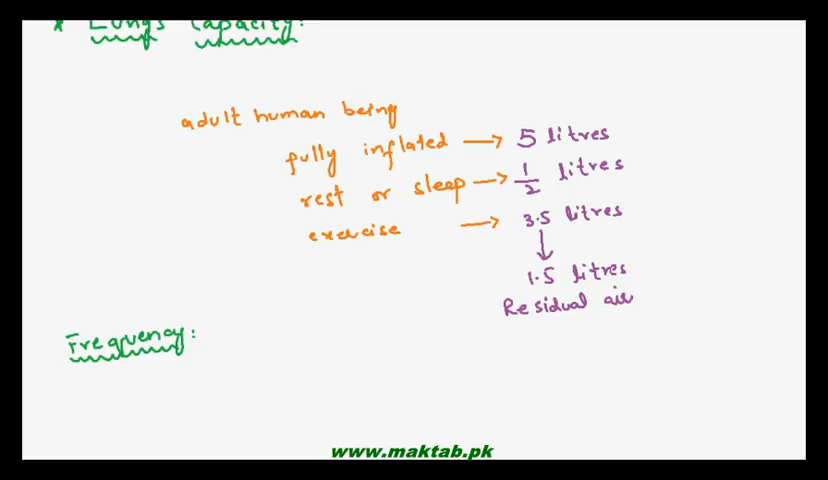 * Lungs Capacity:
adult human being
fully inflated → 5 litres
rest or sleep → 1/2 litres
exercise → 3.5 litres
↓
1.5 litres
Residual air
Frequency:
www.maktab.pk